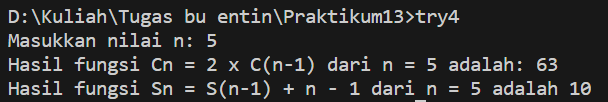 D:\Kuliah\Tugas bu entin\Praktikum13>try4
Masukkan nilai n: 5
Hasil fungsi Cn = 2 x C(n-1) dari n = 5 adalah: 63
Hasil fungsi Sn = S(n-1) + n - 1 dari n = 5 adalah 10